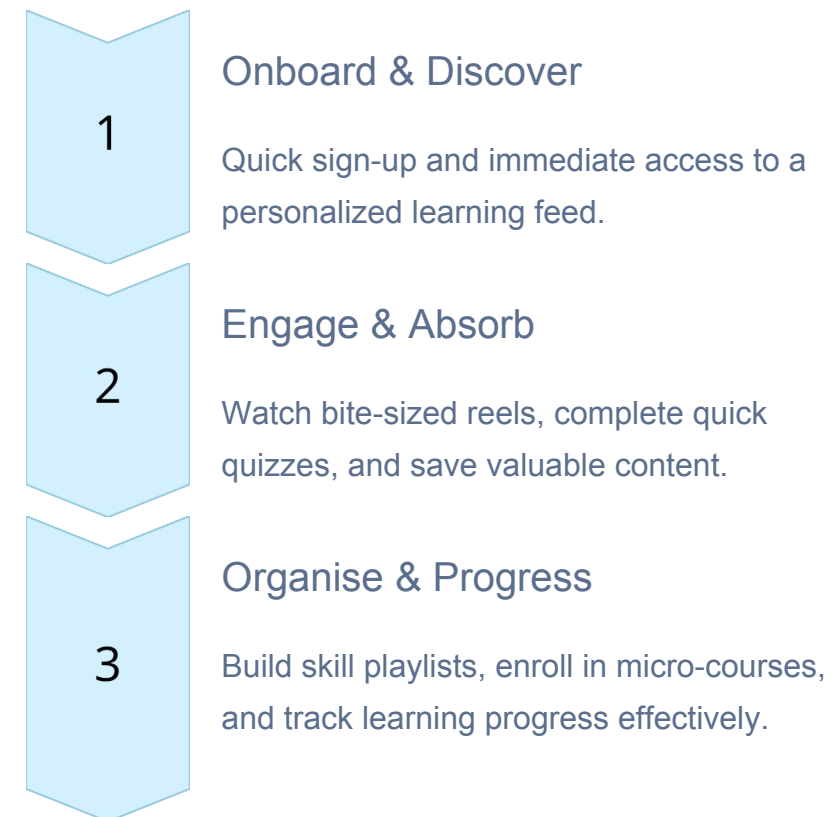 1
Onboard & Discover
Quick sign-up and immediate access to a
personalized learning feed.
2
Engage & Absorb
Watch bite-sized reels, complete quick
quizzes, and save valuable content.
3
Organise & Progress
Build skill playlists, enroll in micro-courses,
and track learning progress effectively.